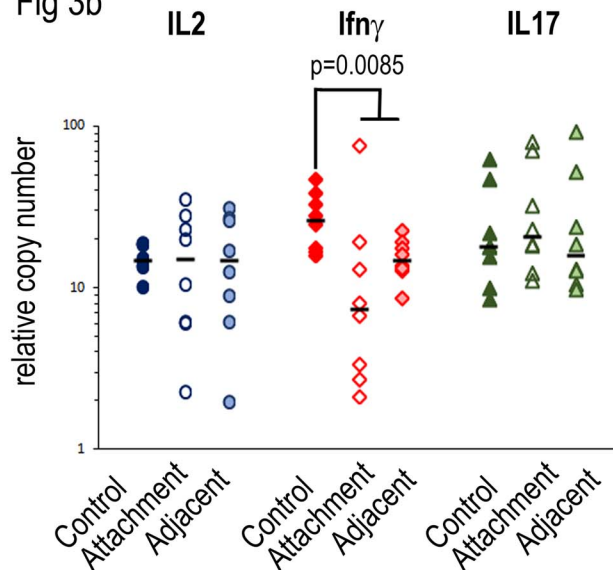 Fig 3b
IL2 Ifnγ IL17
p=0.0085
relative copy number
100
10
1
Control Attachment Adjacent Control Attachment Adjacent Control Attachment Adjacent